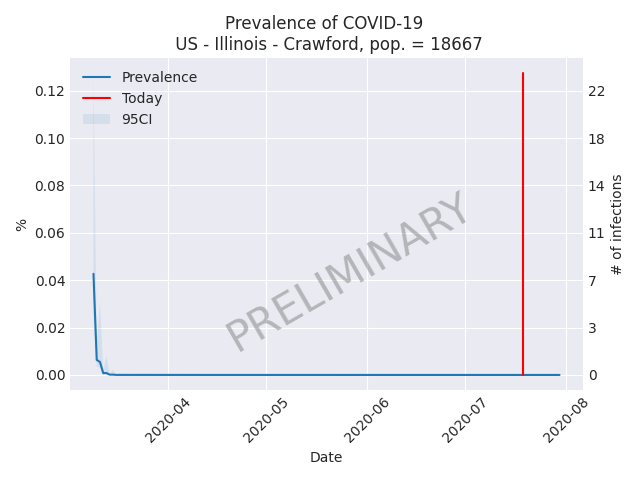 Prevalence of COVID-19
US - Illinois - Crawford, pop. = 18667
Prevalence
Today
95CI
0.12
0.10
0.08
0.06
0.04
0.02
0.00
%
22
18
14
11
7
3
0
# of infections
PRELIMINARY
2020-04
2020-05
2020-06
2020-07
2020-08
Date